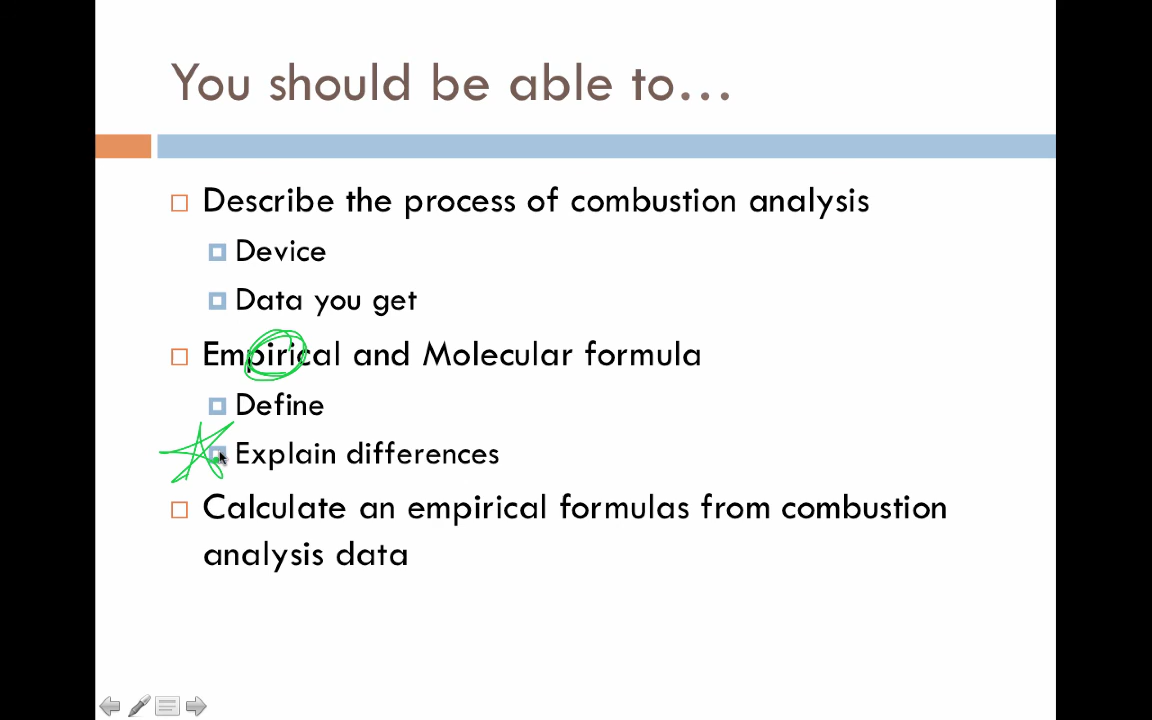 You should be able to…
Describe the process of combustion analysis
Device
Data you get
Empirical and Molecular formula
Define
Explain differences
Calculate an empirical formulas from combustion
analysis data